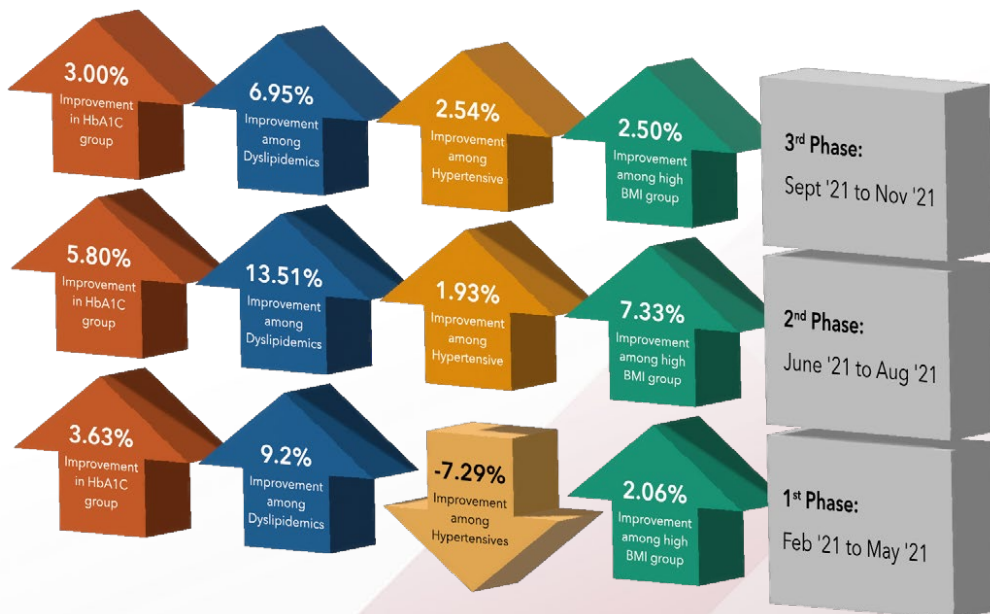 3.00%
Improvement
in HbA1C
group
6.95%
Improvement
among
Dyslipidemics
2.54%
Improvement
among
Hypertensive
2.50%
Improvement
among high
BMI group
3rd Phase:
Sept '21 to Nov '21
5.80%
Improvement
in HbA1C
group
13.51%
Improvement
among
Dyslipidemics
1.93%
Improvement
among
Hypertensive
7.33%
Improvement
among high
BMI group
2nd Phase:
June '21 to Aug '21
3.63%
Improvement
in HbA1C
group
9.2%
Improvement
among
Dyslipidemics
-7.29%
Improvement
among
Hypertensives
2.06%
Improvement
among high
BMI group
1st Phase:
Feb '21 to May '21